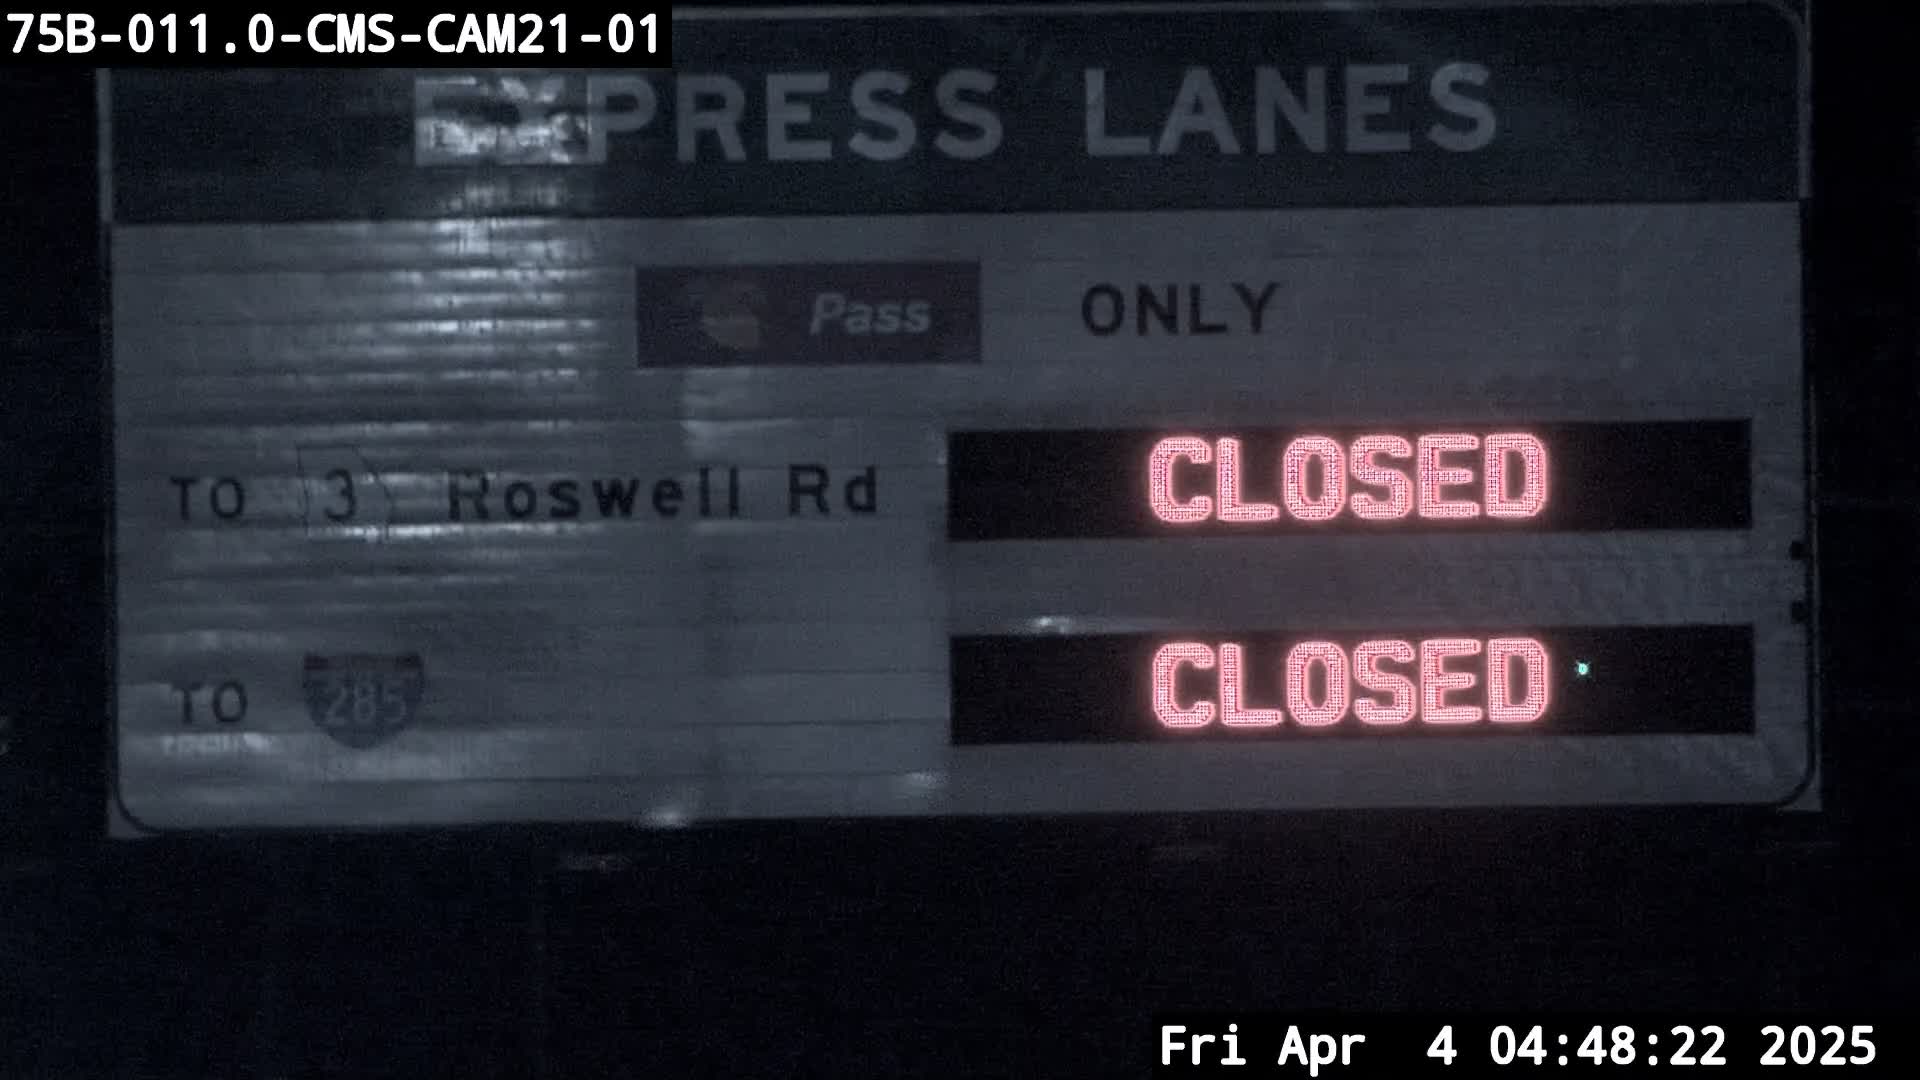 75B-011.0-CMS-CAM21-01
EXPRESS LANES
Pass ONLY
TO 3 Roswell Rd CLOSED
TO 285 CLOSED
Fri Apr 4 04:48:22 2025